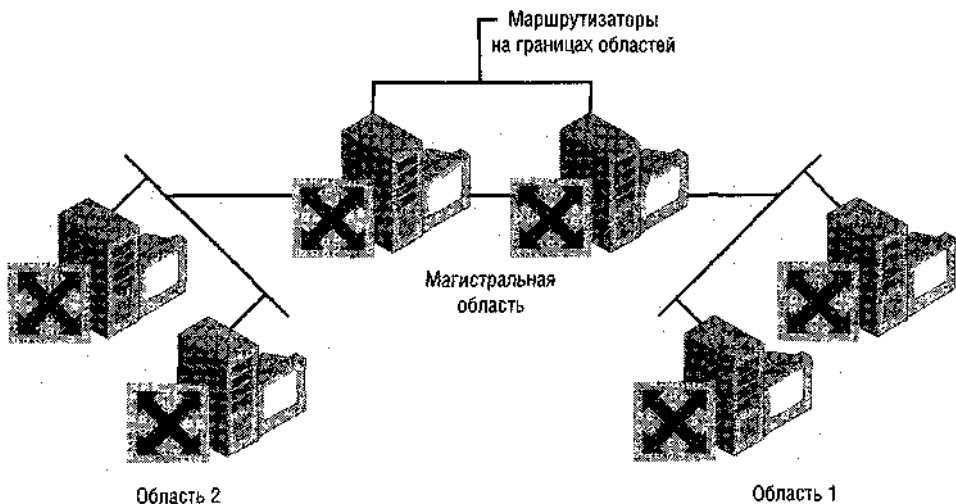 Маршрутизаторы
на границах областей
Магистральная
область
Область 2
Область 1